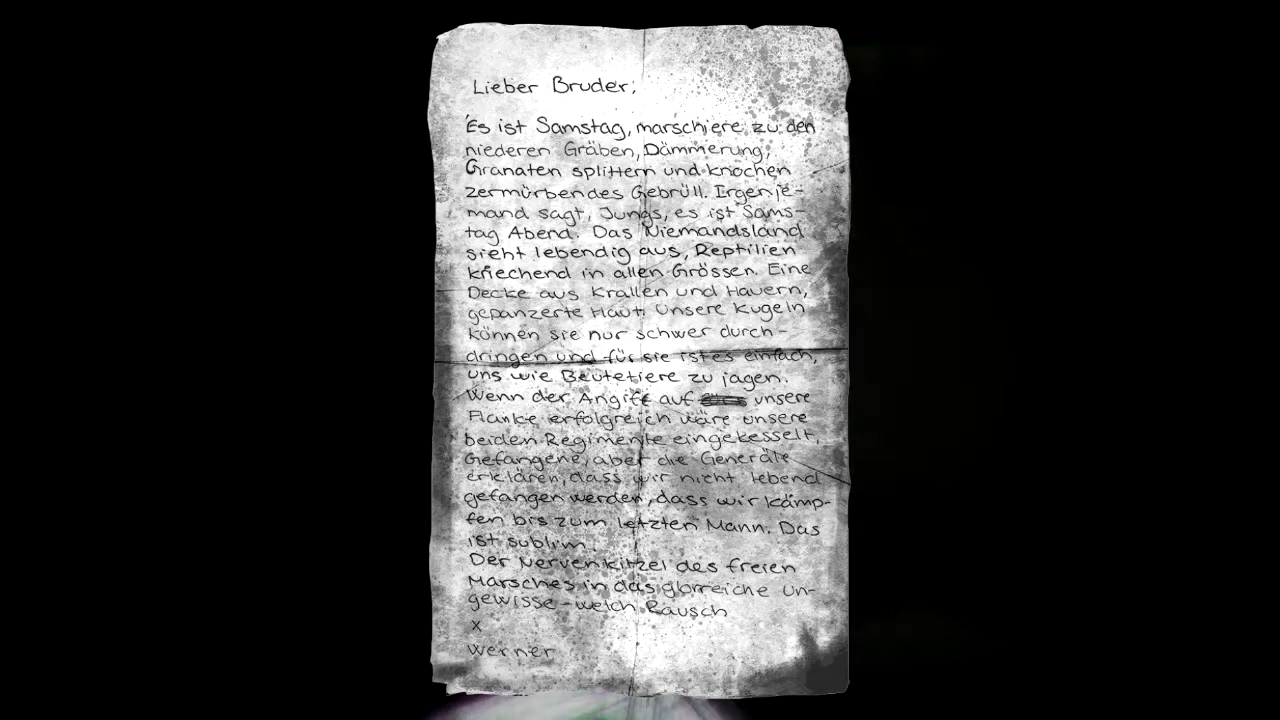 Lieber Bruder,
Es ist Samstag, marschiere zu den
niederen Gräben, Dämmerung,
Granaten splittern und knochen
zermürbendes Gebrüll. Irgenje-
mand sagt, Jungs, es ist Sams-
tag Abend. Das Niemandsland
sieht lebendig aus, Reptilien
kriechend in allen Grössen. Eine
Decke aus Krallen und Hauern,
gepanzerte Haut. Unsere Kugeln
können sie nur schwer durch-
dringen und für sie ist es einfach,
uns wie Beutetiere zu jagen.
Wenn der Angiff auf unsere
Flanke erfolgreich wäre unsere
beiden Regimente eingekesselt,
Gefangene, aber die Generäle
erklären, dass wir nicht lebend
gefangen werden, dass wir kämp-
fen bis zum letzten Mann. Das
ist sublim.
Der Nervenkitzel des freien
Marsches in das glorreiche un-
gewisse - welch Rausch
x
Werner